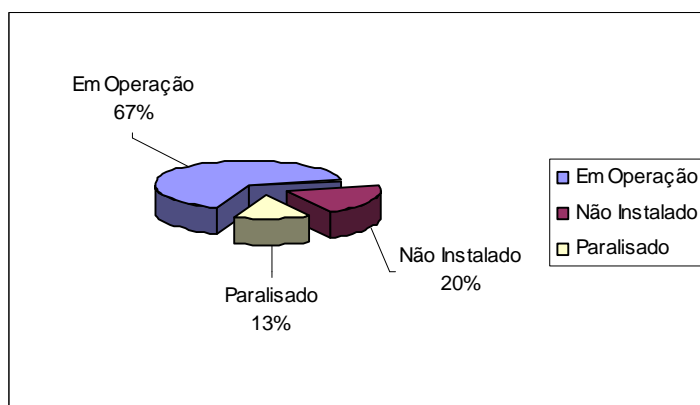 Em Operação
67%
Em Operação
Não Instalado
Paralisado
Não Instalado
20%
Paralisado
13%